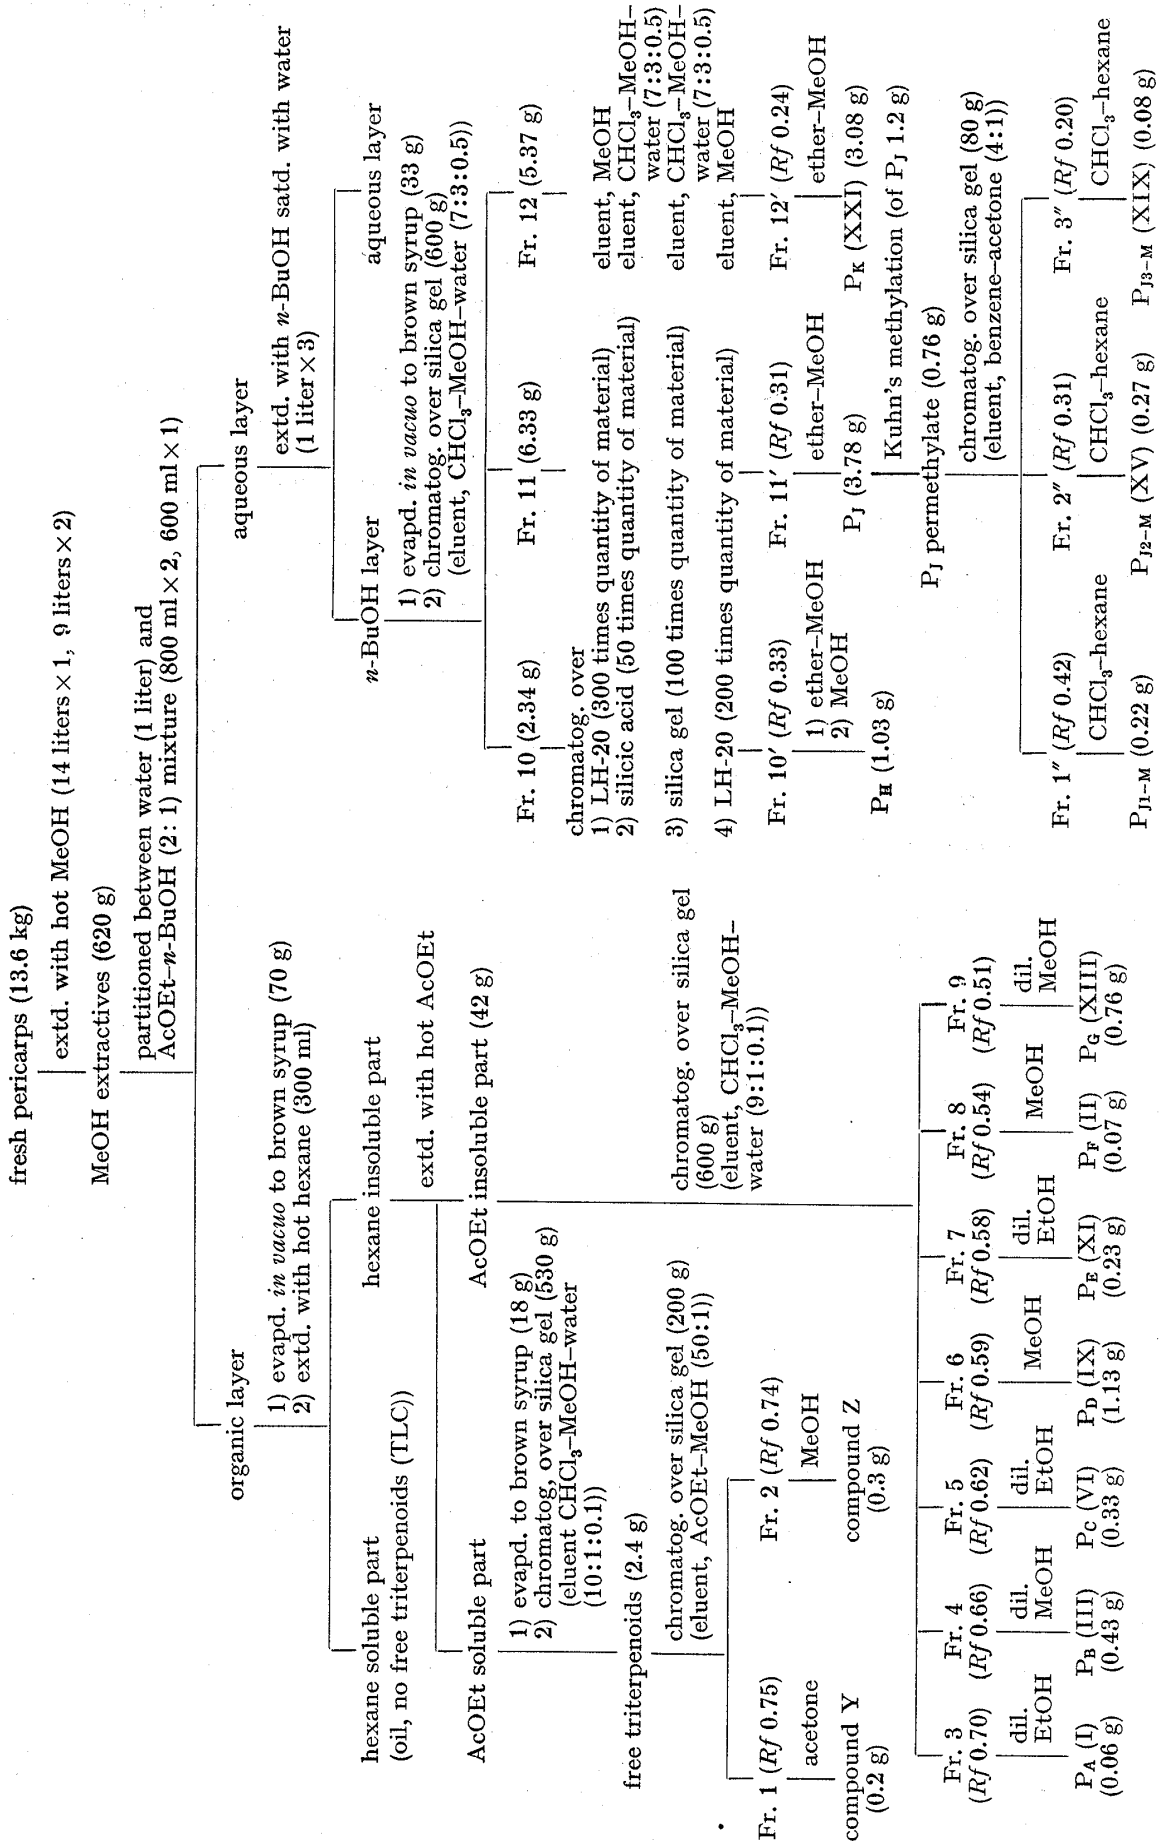 fresh pericarps (13.6 kg)
extd. with hot MeOH (14 liters × 1, 9 liters × 2)
MeOH extractives (620 g)
partitioned between water (1 liter) and
AcOEt–n-BuOH (2: 1) mixture (800 ml × 2, 600 ml × 1)
organic layer
aqueous layer
1) evapd. in vacuo to brown syrup (70 g)
2) extd. with hot hexane (300 ml)
extd. with n-BuOH satd. with water
(1 liter × 3)
hexane soluble part
(oil, no free triterpenoids (TLC))
hexane insoluble part
extd. with hot AcOEt
AcOEt soluble part
AcOEt insoluble part (42 g)
1) evapd. to brown syrup (18 g)
2) chromatog, over silica gel (530 g)
(eluent CHCl₃–MeOH–water
(10:1:0.1))
free triterpenoids (2.4 g)
chromatog. over silica gel (200 g)
(eluent, AcOEt–MeOH (50:1))
Fr. 1 (Rf 0.75)
Fr. 2 (Rf 0.74)
acetone
MeOH
compound Y
(0.2 g)
compound Z
(0.3 g)
chromatog. over silica gel
(600 g)
(eluent, CHCl₃–MeOH–
water (9:1:0.1))
Fr. 3
(Rf 0.70)
Fr. 4
(Rf 0.66)
Fr. 5
(Rf 0.62)
Fr. 6
(Rf 0.59)
Fr. 7
(Rf 0.58)
Fr. 8
(Rf 0.54)
Fr. 9
(Rf 0.51)
dil.
EtOH
dil.
MeOH
dil.
EtOH
MeOH
dil.
EtOH
MeOH
dil.
MeOH
P_A (I)
(0.06 g)
P_B (III)
(0.43 g)
P_C (VI)
(0.33 g)
P_D (IX)
(1.13 g)
P_E (XI)
(0.23 g)
P_F (II)
(0.07 g)
P_G (XIII)
(0.76 g)
n-BuOH layer
aqueous layer
1) evapd. in vacuo to brown syrup (33 g)
2) chromatog. over silica gel (600 g)
(eluent, CHCl₃–MeOH–water (7:3:0.5))
Fr. 10 (2.34 g)
Fr. 11 (6.33 g)
Fr. 12 (5.37 g)
chromatog. over
1) LH-20 (300 times quantity of material) eluent, MeOH
2) silicic acid (50 times quantity of material) eluent, CHCl₃–MeOH–
water (7:3:0.5)
3) silica gel (100 times quantity of material) eluent, CHCl₃–MeOH–
water (7:3:0.5)
4) LH-20 (200 times quantity of material) eluent, MeOH
Fr. 10′ (Rf 0.33)
Fr. 11′ (Rf 0.31)
Fr. 12′ (Rf 0.24)
1) ether–MeOH
2) MeOH
ether–MeOH
ether–MeOH
P_H (1.03 g)
P_J (3.78 g)
P_K (XXI) (3.08 g)
Kuhn's methylation (of P_J 1.2 g)
P_J permethylate (0.76 g)
chromatog. over silica gel (80 g)
(eluent, benzene–acetone (4:1))
Fr. 1″ (Rf 0.42)
Fr. 2″ (Rf 0.31)
Fr. 3″ (Rf 0.20)
CHCl₃–hexane
CHCl₃–hexane
CHCl₃–hexane
P_J1–M (0.22 g)
P_J2–M (XV) (0.27 g)
P_J3–M (XIX) (0.08 g)